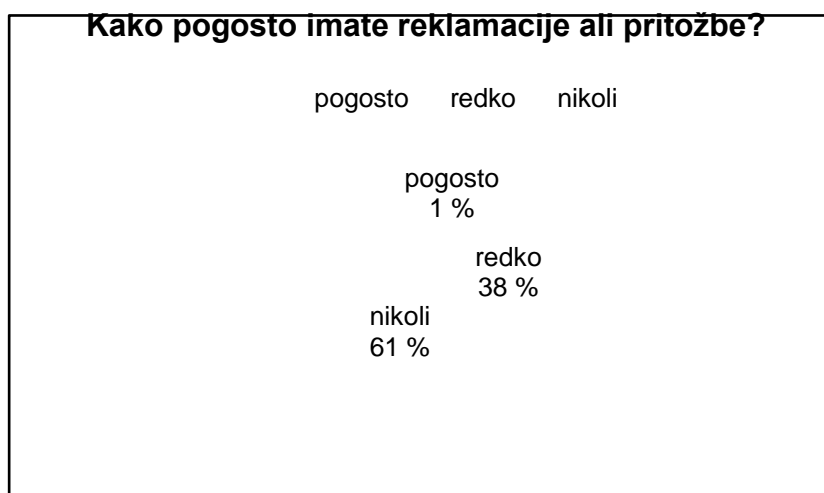 Kako pogosto imate reklamacije ali pritožbe?
pogosto redko nikoli
pogosto
1 %
redko
38 %
nikoli
61 %